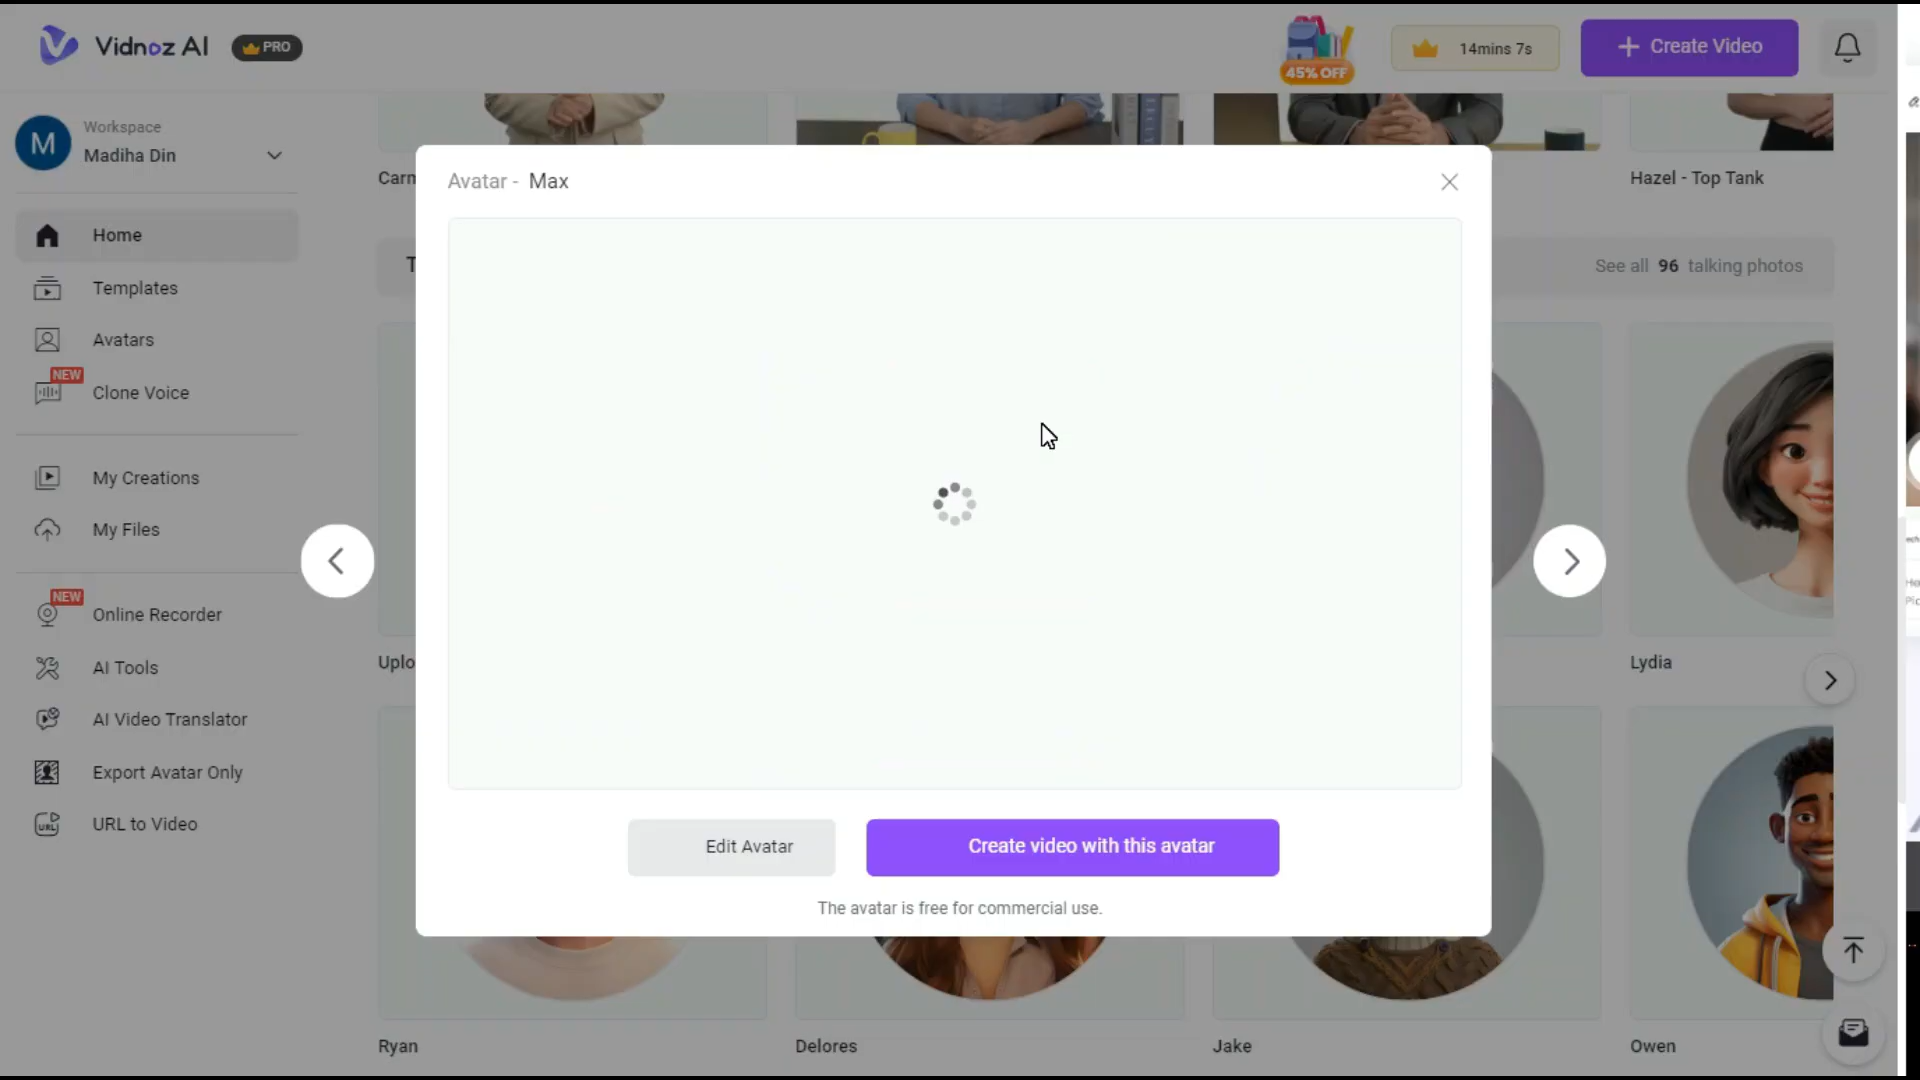 Vidnoz AI
PRO
45% OFF
14mins 7s
Create Video
M
Workspace
Madiha Din
Home
Templates
Avatars
NEW
Clone Voice
My Creations
My Files
NEW
Online Recorder
AI Tools
AI Video Translator
Export Avatar Only
URL
URL to Video
Carm
Hazel - Top Tank
T
See all 96 talking photos
Uplo
Lydia
Ryan
Delores
Jake
Owen
Avatar - Max
Edit Avatar
Create video with this avatar
The avatar is free for commercial use.